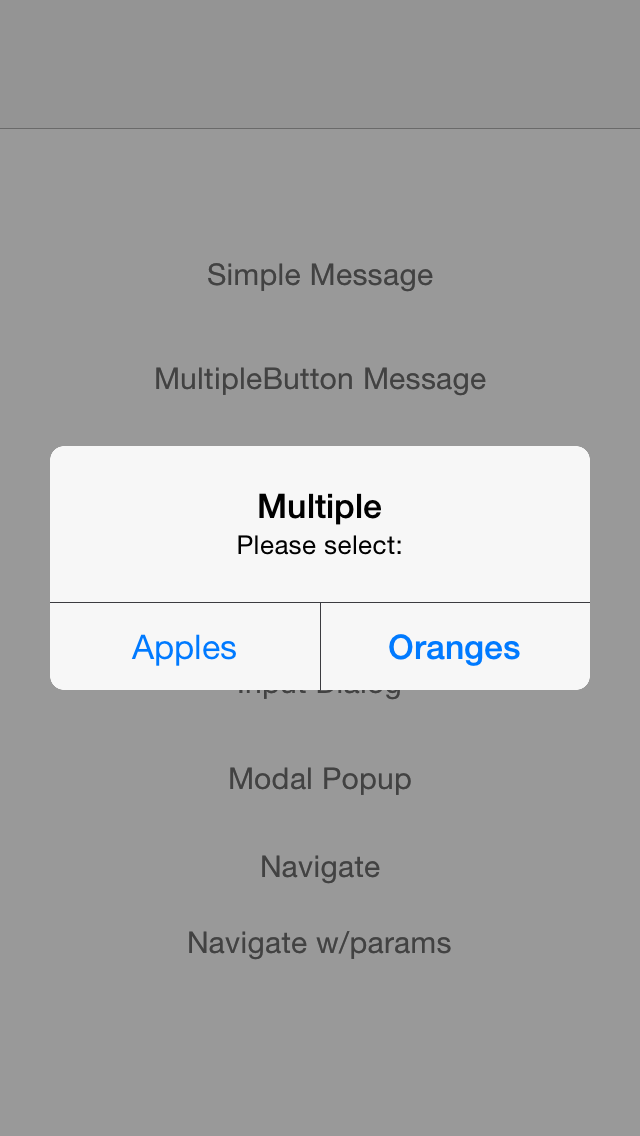 Simple Message
MultipleButton Message
Multiple
Please select:
Apples
Oranges
Input Dialog
Modal Popup
Navigate
Navigate w/params